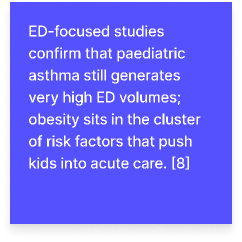 ED-focused studies
confirm that paediatric
asthma still generates
very high ED volumes;
obesity sits in the cluster
of risk factors that push
kids into acute care. [8]